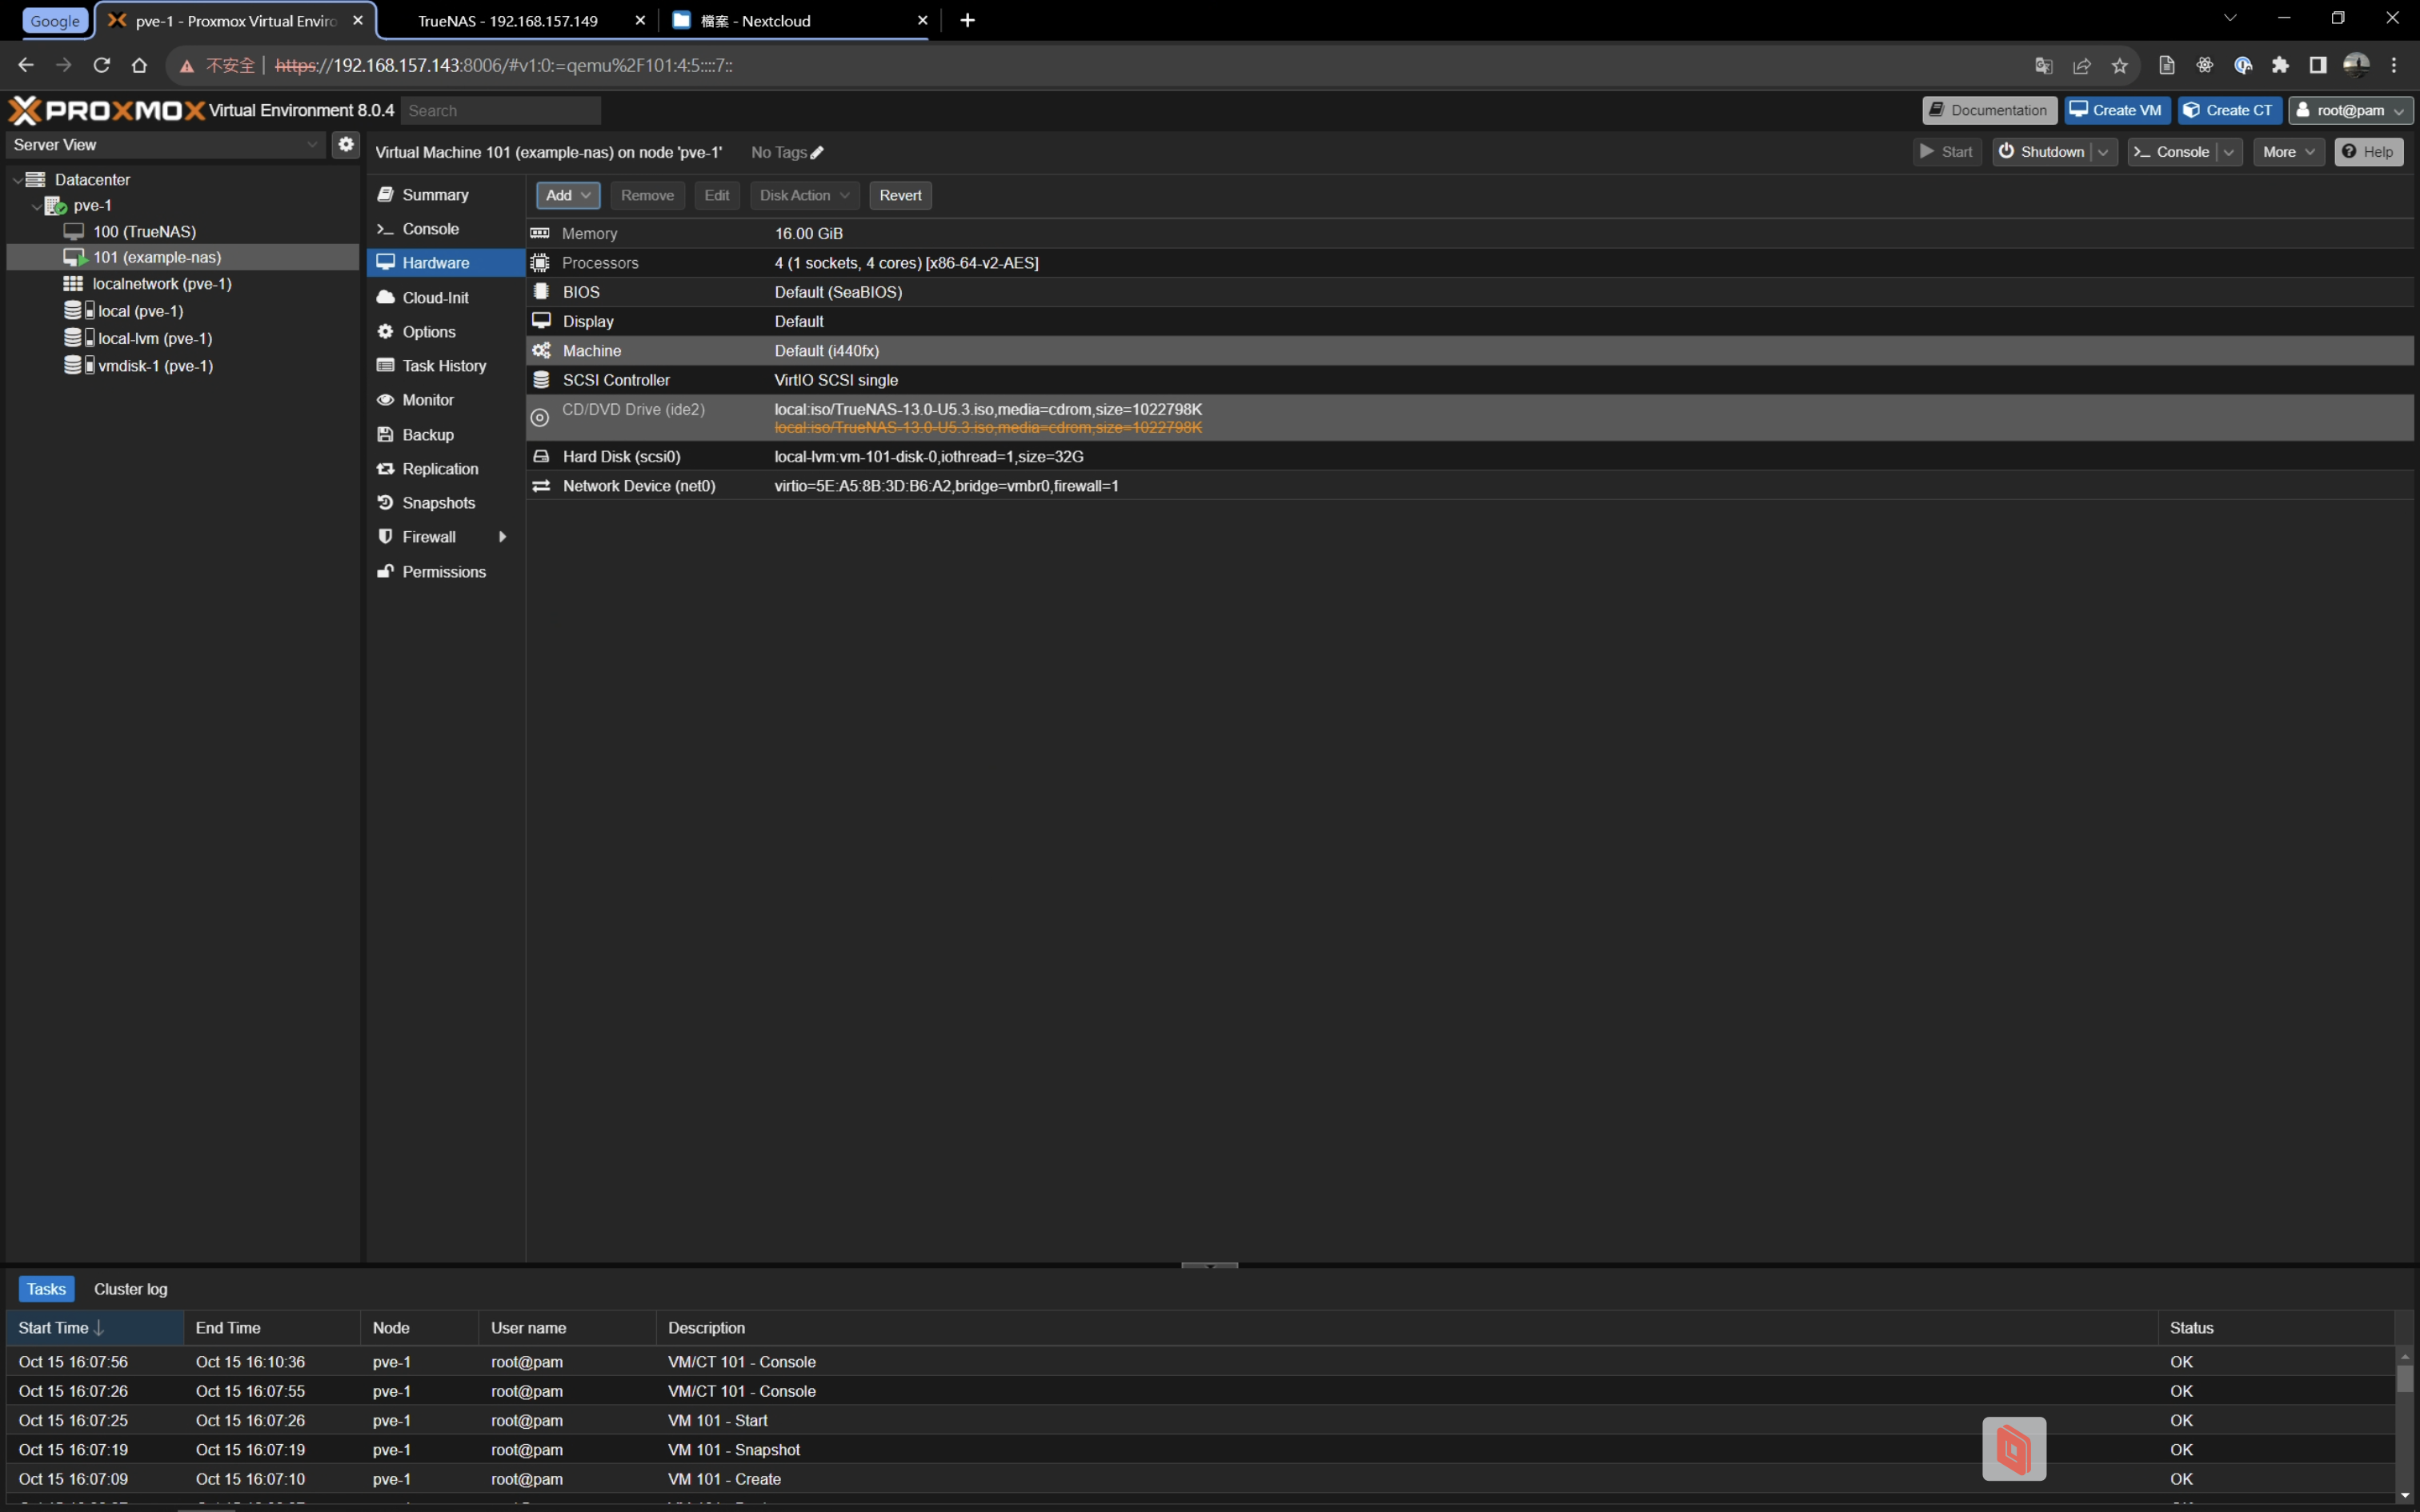 Google
pve-1 - Proxmox Virtual Enviro
TrueNAS - 192.168.157.149
檔案 - Nextcloud
不安全
https://192.168.157.143:8006/#v1:0:=qemu%2F101:4:5::::7::
PROXMOX Virtual Environment 8.0.4
Search
Documentation
Create VM
Create CT
root@pam
Server View
Virtual Machine 101 (example-nas) on node 'pve-1'
No Tags
Start
Shutdown
Console
More
Help
Datacenter
pve-1
100 (TrueNAS)
101 (example-nas)
localnetwork (pve-1)
local (pve-1)
local-lvm (pve-1)
vmdisk-1 (pve-1)
Summary
Console
Hardware
Cloud-Init
Options
Task History
Monitor
Backup
Replication
Snapshots
Firewall
Permissions
Add
Remove
Edit
Disk Action
Revert
Memory 16.00 GiB
Processors 4 (1 sockets, 4 cores) [x86-64-v2-AES]
BIOS Default (SeaBIOS)
Display Default
Machine Default (i440fx)
SCSI Controller VirtIO SCSI single
CD/DVD Drive (ide2) local:iso/TrueNAS-13.0-U5.3.iso,media=cdrom,size=1022798K
local:iso/TrueNAS-13.0-U5.3.iso,media=cdrom,size=1022798K
Hard Disk (scsi0) local-lvm:vm-101-disk-0,iothread=1,size=32G
Network Device (net0) virtio=5E:A5:8B:3D:B6:A2,bridge=vmbr0,firewall=1
Tasks
Cluster log
Start Time End Time Node User name Description Status
Oct 15 16:07:56 Oct 15 16:10:36 pve-1 root@pam VM/CT 101 - Console OK
Oct 15 16:07:26 Oct 15 16:07:55 pve-1 root@pam VM/CT 101 - Console OK
Oct 15 16:07:25 Oct 15 16:07:26 pve-1 root@pam VM 101 - Start OK
Oct 15 16:07:19 Oct 15 16:07:19 pve-1 root@pam VM 101 - Snapshot OK
Oct 15 16:07:09 Oct 15 16:07:10 pve-1 root@pam VM 101 - Create OK